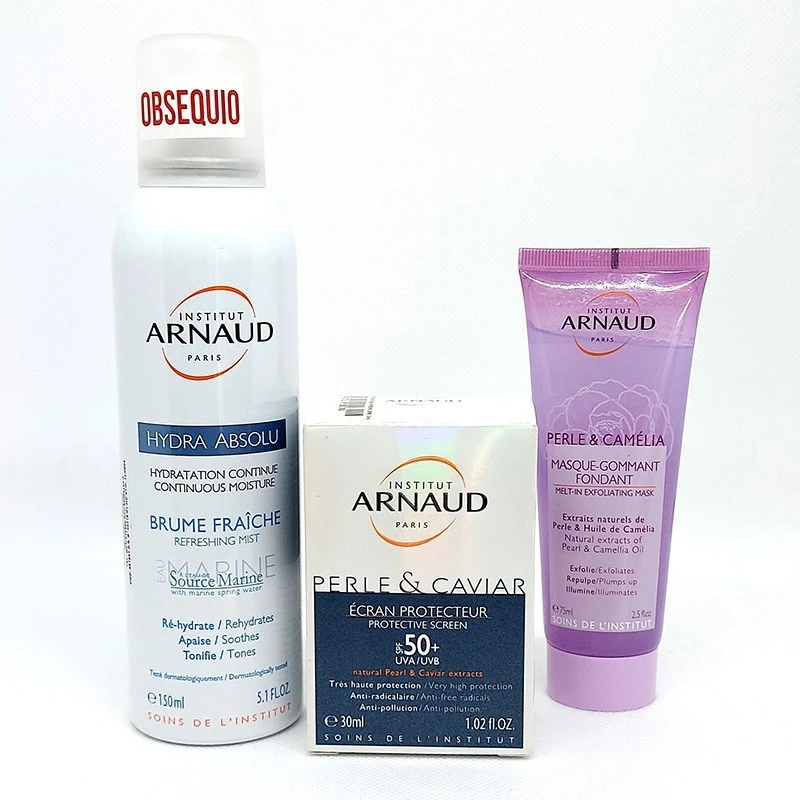 OBSEQUIO
INSTITUT
ARNAUD
PARIS
HYDRA ABSOLU
HYDRATATION CONTINUE
CONTINUOUS MOISTURE
BRUME FRAÎCHE
REFRESHING MIST
EAU MARINE
À L'EAU DE
Source Marine
with marine spring water
Ré-hydrate / Rehydrates
Apaise / Soothes
Tonifie / Tones
Testé dermatologiquement / Dermatologically tested
℮ 150ml 5.1 FL.OZ.
SOINS DE L'INSTITUT
ARNAUD
INSTITUT
ARNAUD
PARIS
PERLE & CAVIAR
ÉCRAN PROTECTEUR
PROTECTIVE SCREEN
SPF 50+
UVA/UVB
natural Pearl & Caviar extracts
Très haute protection / Very high protection
Anti-radicalaire / Anti-free radicals
Anti-pollution / Anti-pollution
℮ 30ml 1.02 fl.OZ.
SOINS DE L'INSTITUT
INSTITUT
ARNAUD
PARIS
PERLE & CAMÉLIA
MASQUE-GOMMANT
FONDANT
MELT-IN EXFOLIATING MASK
Extraits naturels de
Perle & Huile de Camélia
Natural extracts of
Pearl & Camellia Oil
Exfolie/Exfoliates
Repulpe/Plumps up
Illumine/Illuminates
℮ 75ml 2.5 fl.oz.
SOINS DE L'INSTITUT